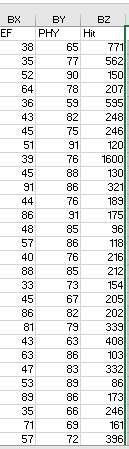 BX BY BZ
EF PHY Hit
38 65 771
35 77 562
52 90 150
64 78 207
36 59 595
43 82 248
45 75 246
51 91 120
39 76 1600
45 88 130
91 86 321
44 76 189
86 91 175
48 85 96
57 86 118
40 76 216
88 85 212
33 73 154
45 67 205
86 82 202
81 79 339
43 63 408
63 86 103
47 83 332
53 89 86
89 86 173
35 66 246
71 69 161
57 72 396